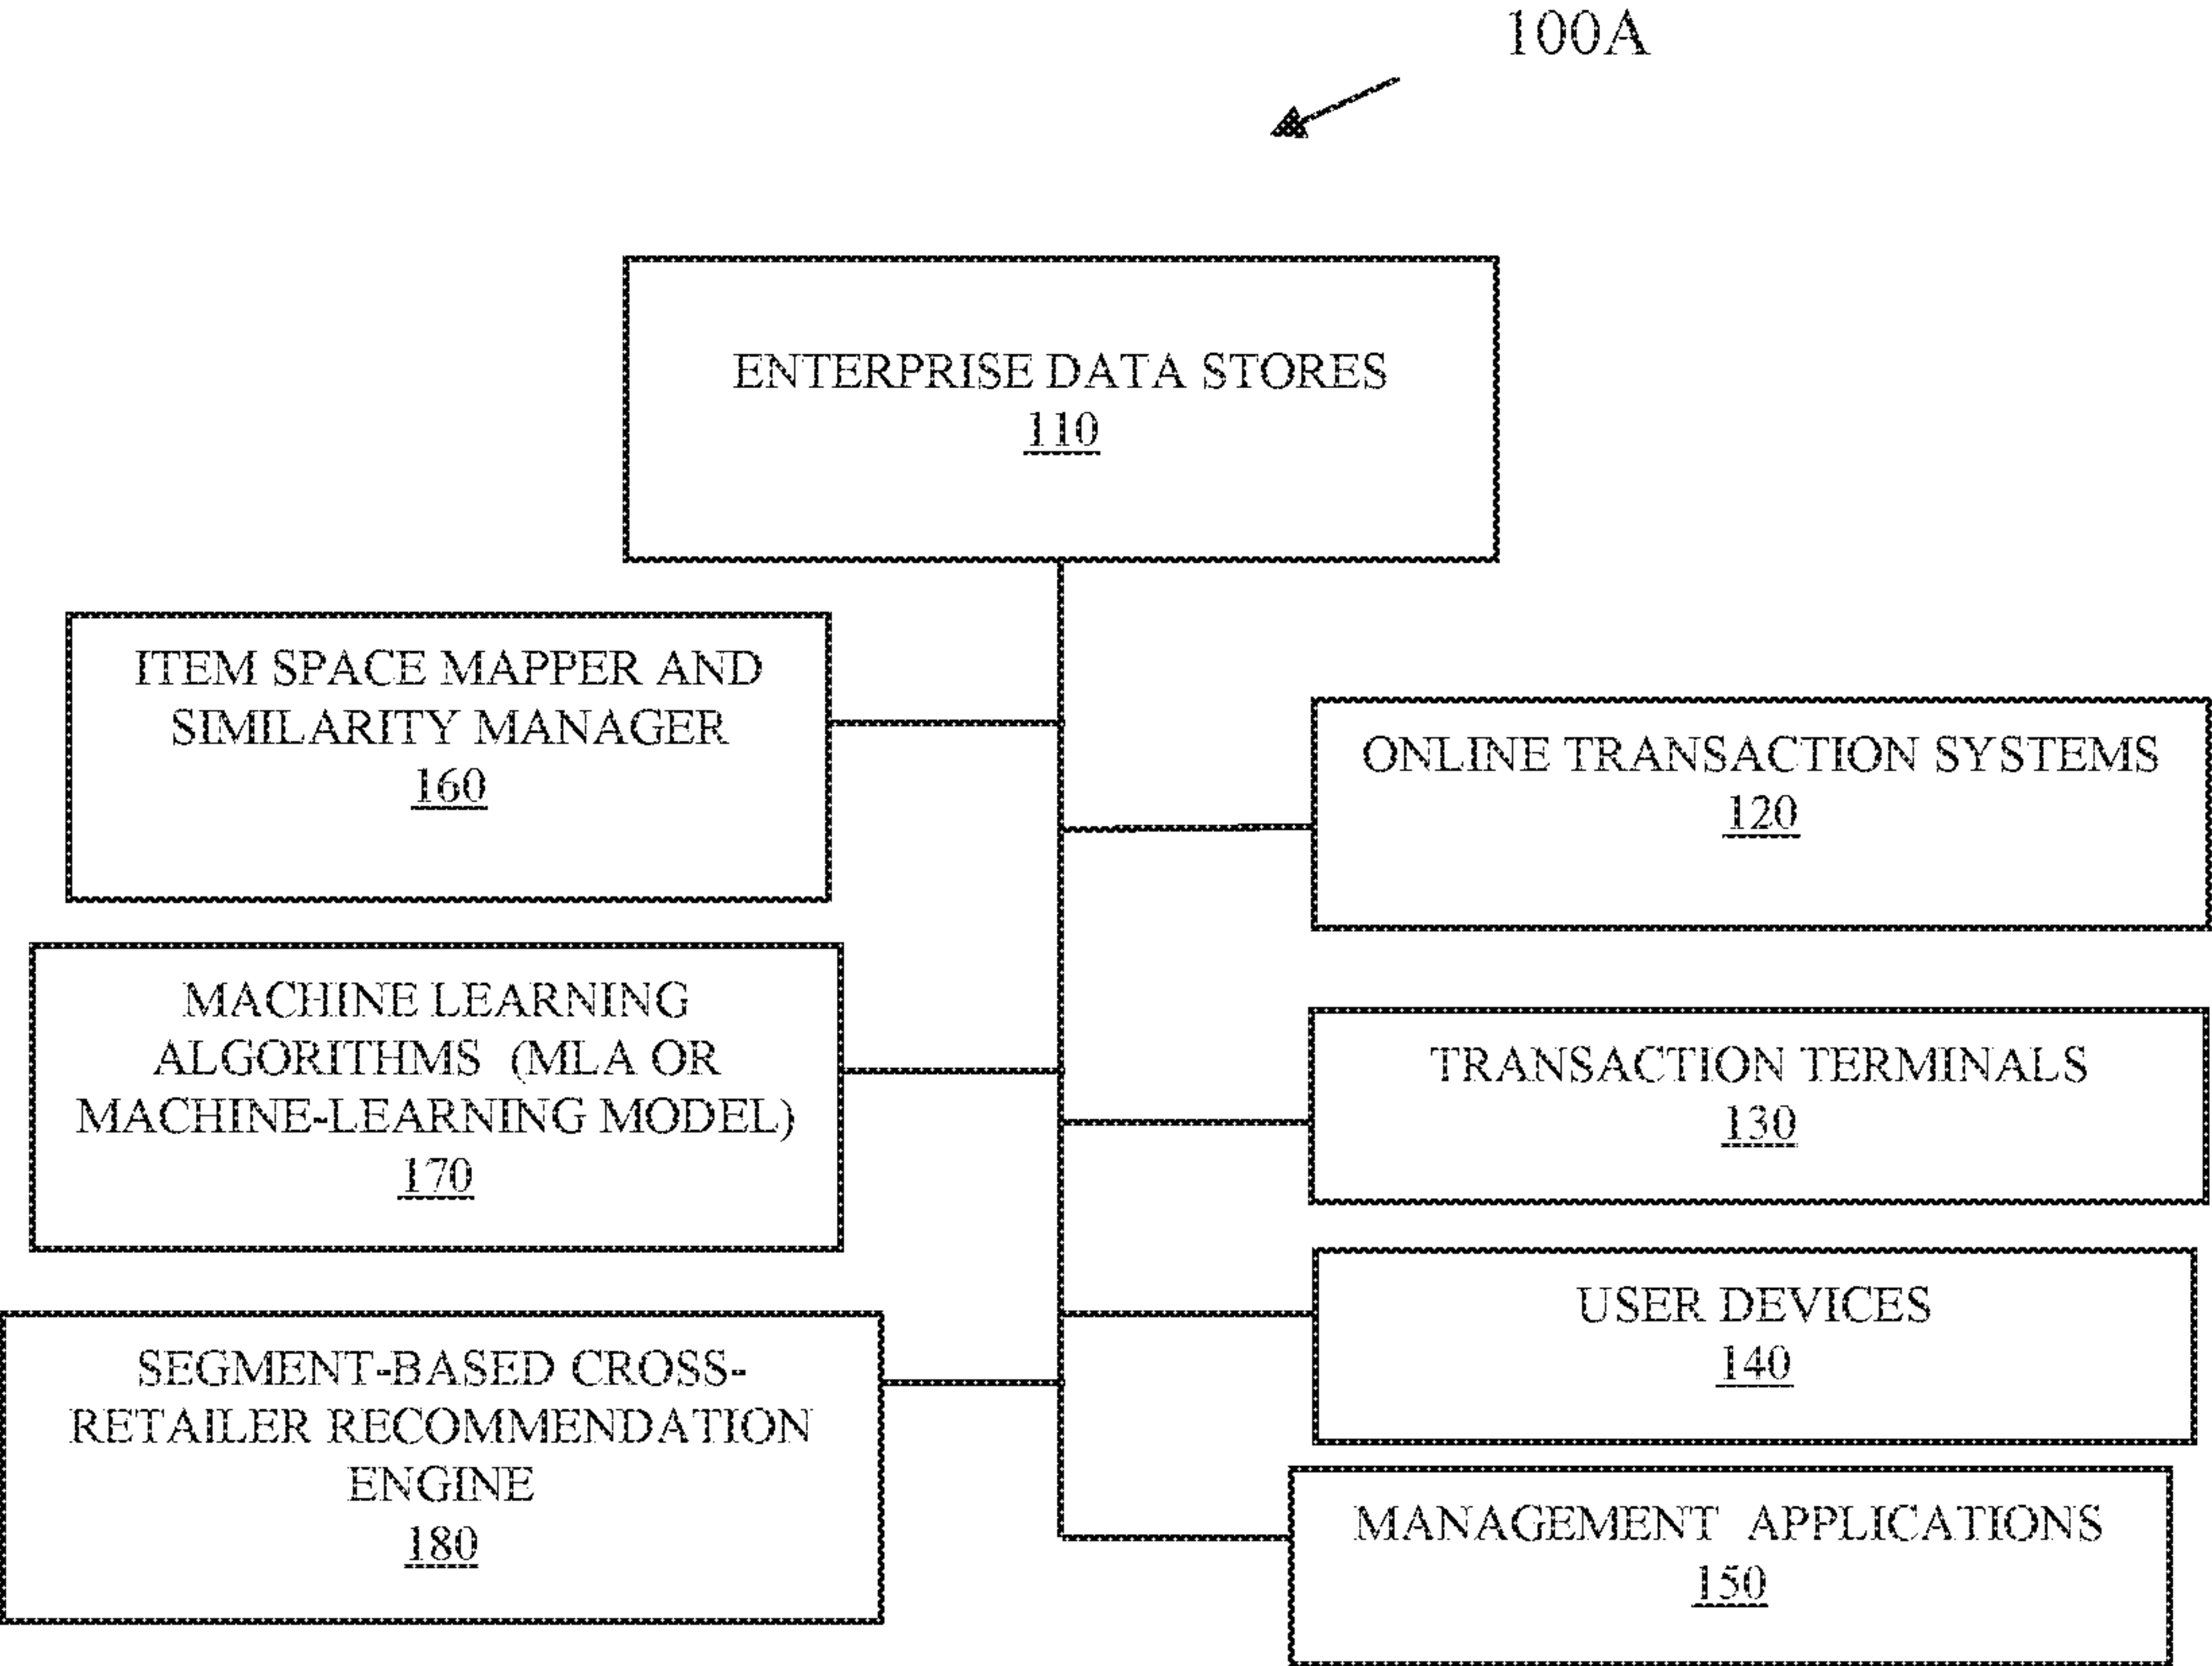 100A
ENTERPRISE DATA STORES
110
ITEM SPACE MAPPER AND
SIMILARITY MANAGER
160
ONLINE TRANSACTION SYSTEMS
120
MACHINE LEARNING
ALGORITHMS (MLA OR
MACHINE-LEARNING MODEL)
170
TRANSACTION TERMINALS
130
USER DEVICES
140
SEGMENT-BASED CROSS-
RETAILER RECOMMENDATION
ENGINE
180
MANAGEMENT APPLICATIONS
150